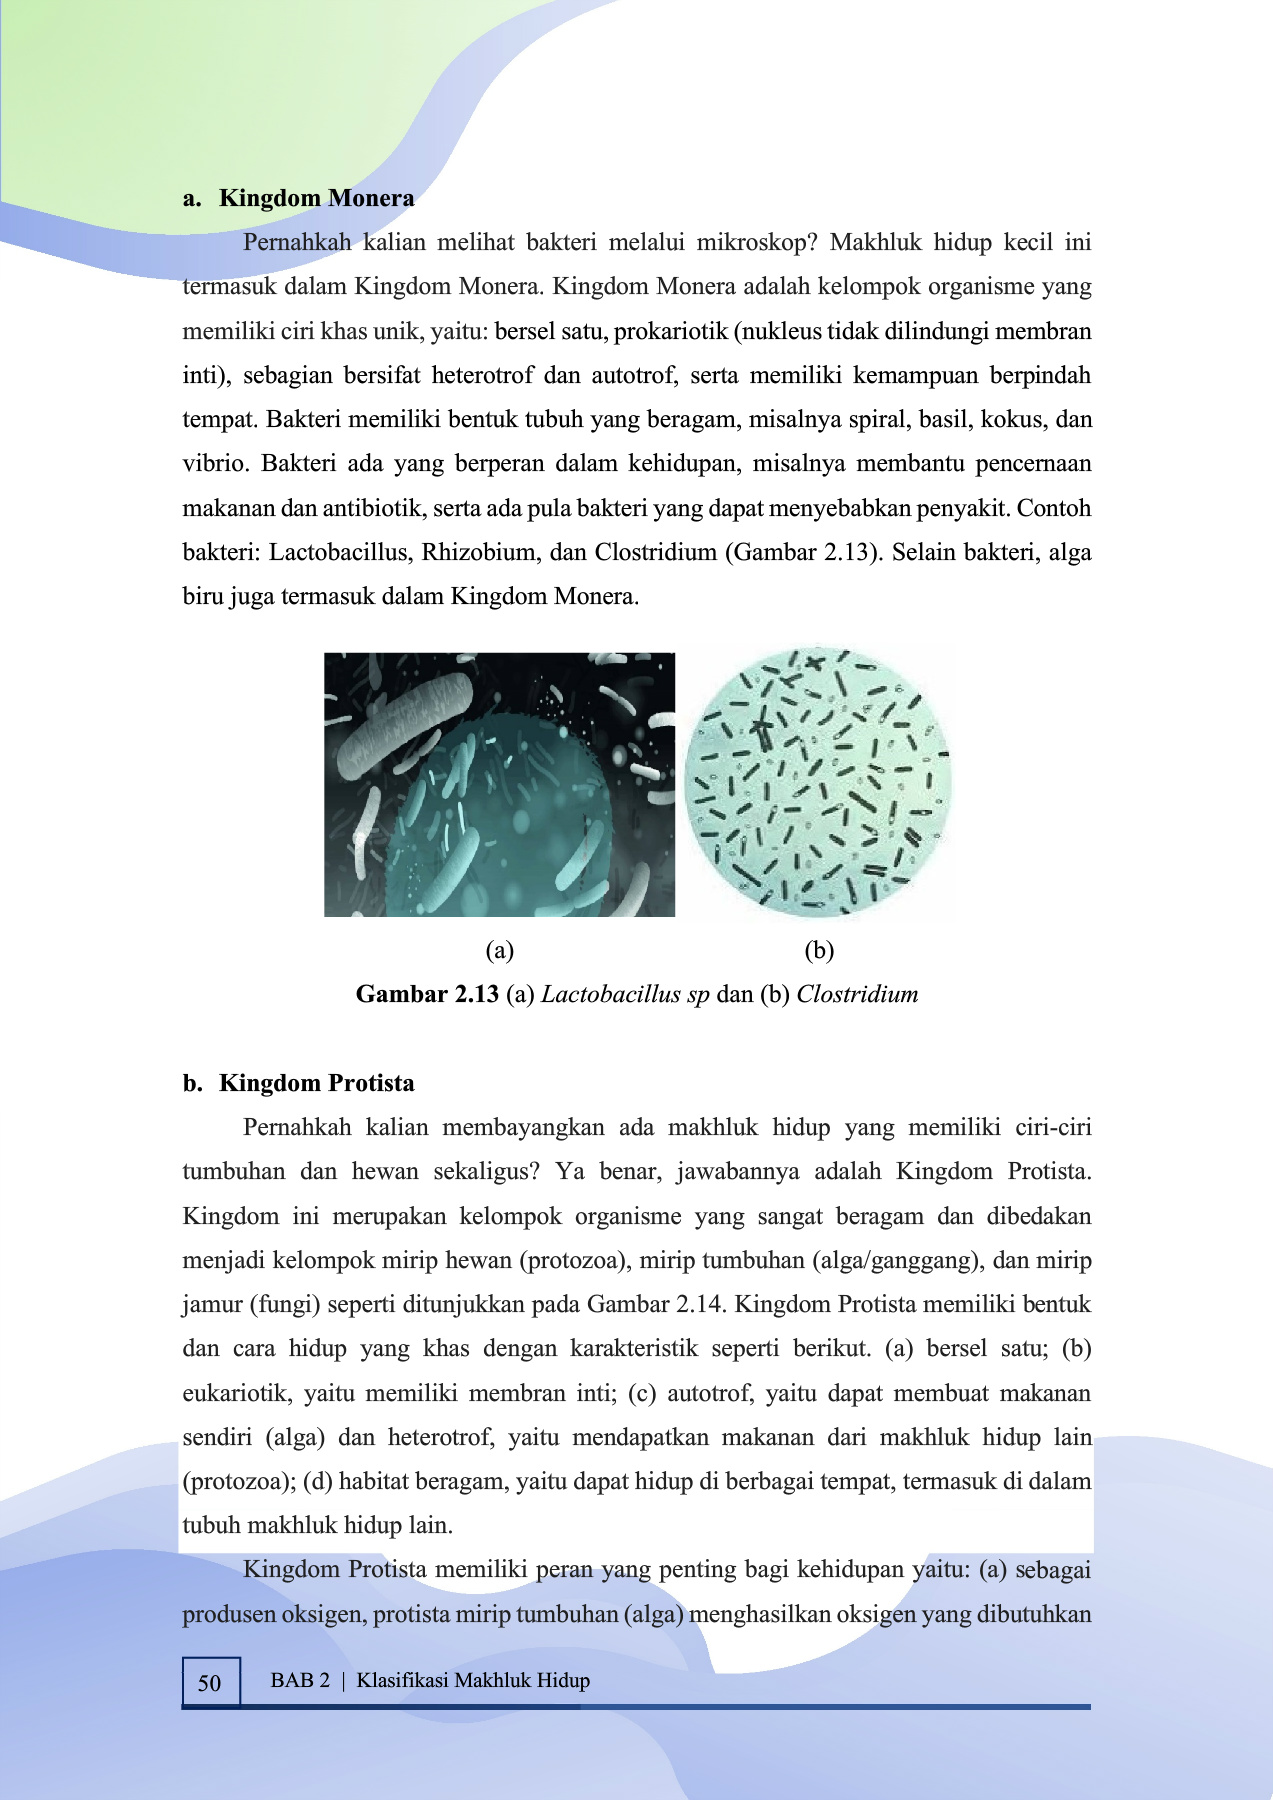 a. Kingdom Monera
Pernahkah kalian melihat bakteri melalui mikroskop? Makhluk hidup kecil ini
termasuk dalam Kingdom Monera. Kingdom Monera adalah kelompok organisme yang
memiliki ciri khas unik, yaitu: bersel satu, prokariotik (nukleus tidak dilindungi membran
inti), sebagian bersifat heterotrof dan autotrof, serta memiliki kemampuan berpindah
tempat. Bakteri memiliki bentuk tubuh yang beragam, misalnya spiral, basil, kokus, dan
vibrio. Bakteri ada yang berperan dalam kehidupan, misalnya membantu pencernaan
makanan dan antibiotik, serta ada pula bakteri yang dapat menyebabkan penyakit. Contoh
bakteri: Lactobacillus, Rhizobium, dan Clostridium (Gambar 2.13). Selain bakteri, alga
biru juga termasuk dalam Kingdom Monera.
(a) (b)
Gambar 2.13 (a) Lactobacillus sp dan (b) Clostridium
b. Kingdom Protista
Pernahkah kalian membayangkan ada makhluk hidup yang memiliki ciri-ciri
tumbuhan dan hewan sekaligus? Ya benar, jawabannya adalah Kingdom Protista.
Kingdom ini merupakan kelompok organisme yang sangat beragam dan dibedakan
menjadi kelompok mirip hewan (protozoa), mirip tumbuhan (alga/ganggang), dan mirip
jamur (fungi) seperti ditunjukkan pada Gambar 2.14. Kingdom Protista memiliki bentuk
dan cara hidup yang khas dengan karakteristik seperti berikut. (a) bersel satu; (b)
eukariotik, yaitu memiliki membran inti; (c) autotrof, yaitu dapat membuat makanan
sendiri (alga) dan heterotrof, yaitu mendapatkan makanan dari makhluk hidup lain
(protozoa); (d) habitat beragam, yaitu dapat hidup di berbagai tempat, termasuk di dalam
tubuh makhluk hidup lain.
Kingdom Protista memiliki peran yang penting bagi kehidupan yaitu: (a) sebagai
produsen oksigen, protista mirip tumbuhan (alga) menghasilkan oksigen yang dibutuhkan
50 BAB 2 | Klasifikasi Makhluk Hidup